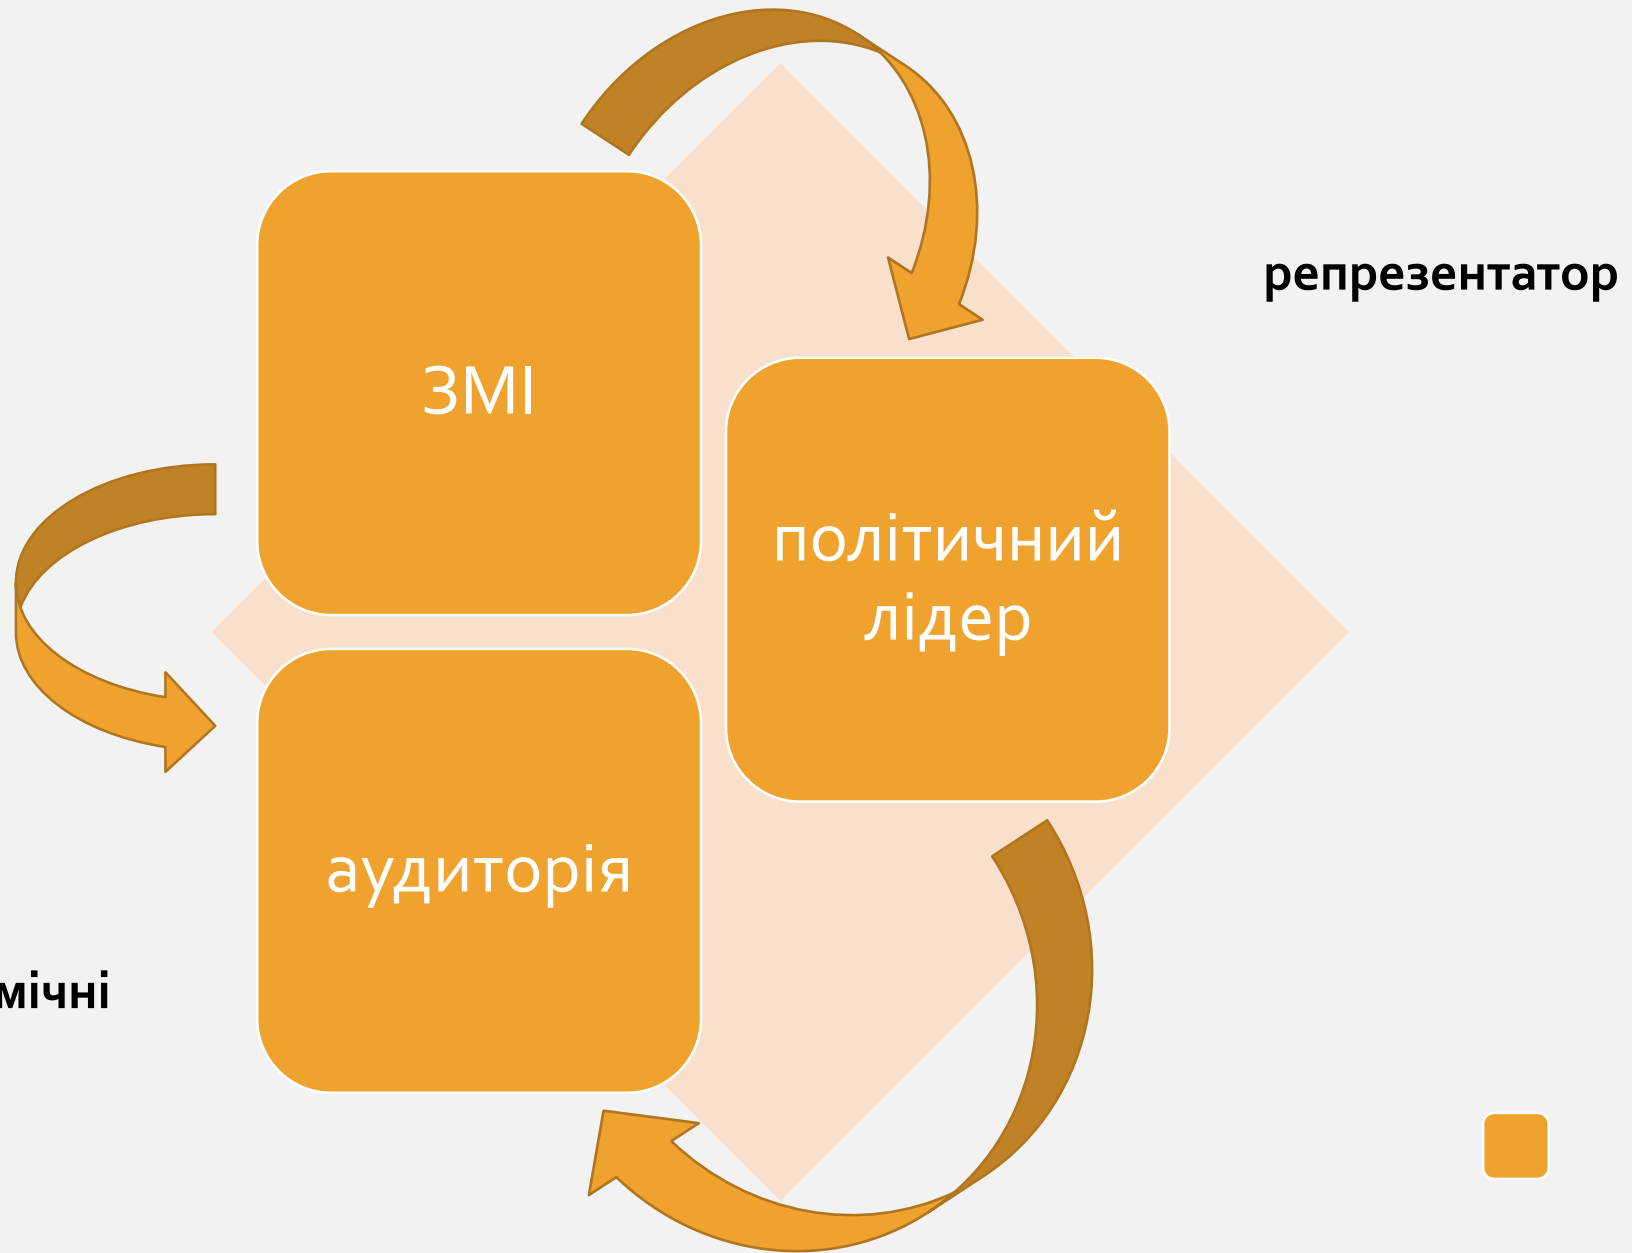 репрезентатор
ЗМІ
політичний
лідер
аудиторія
мічні